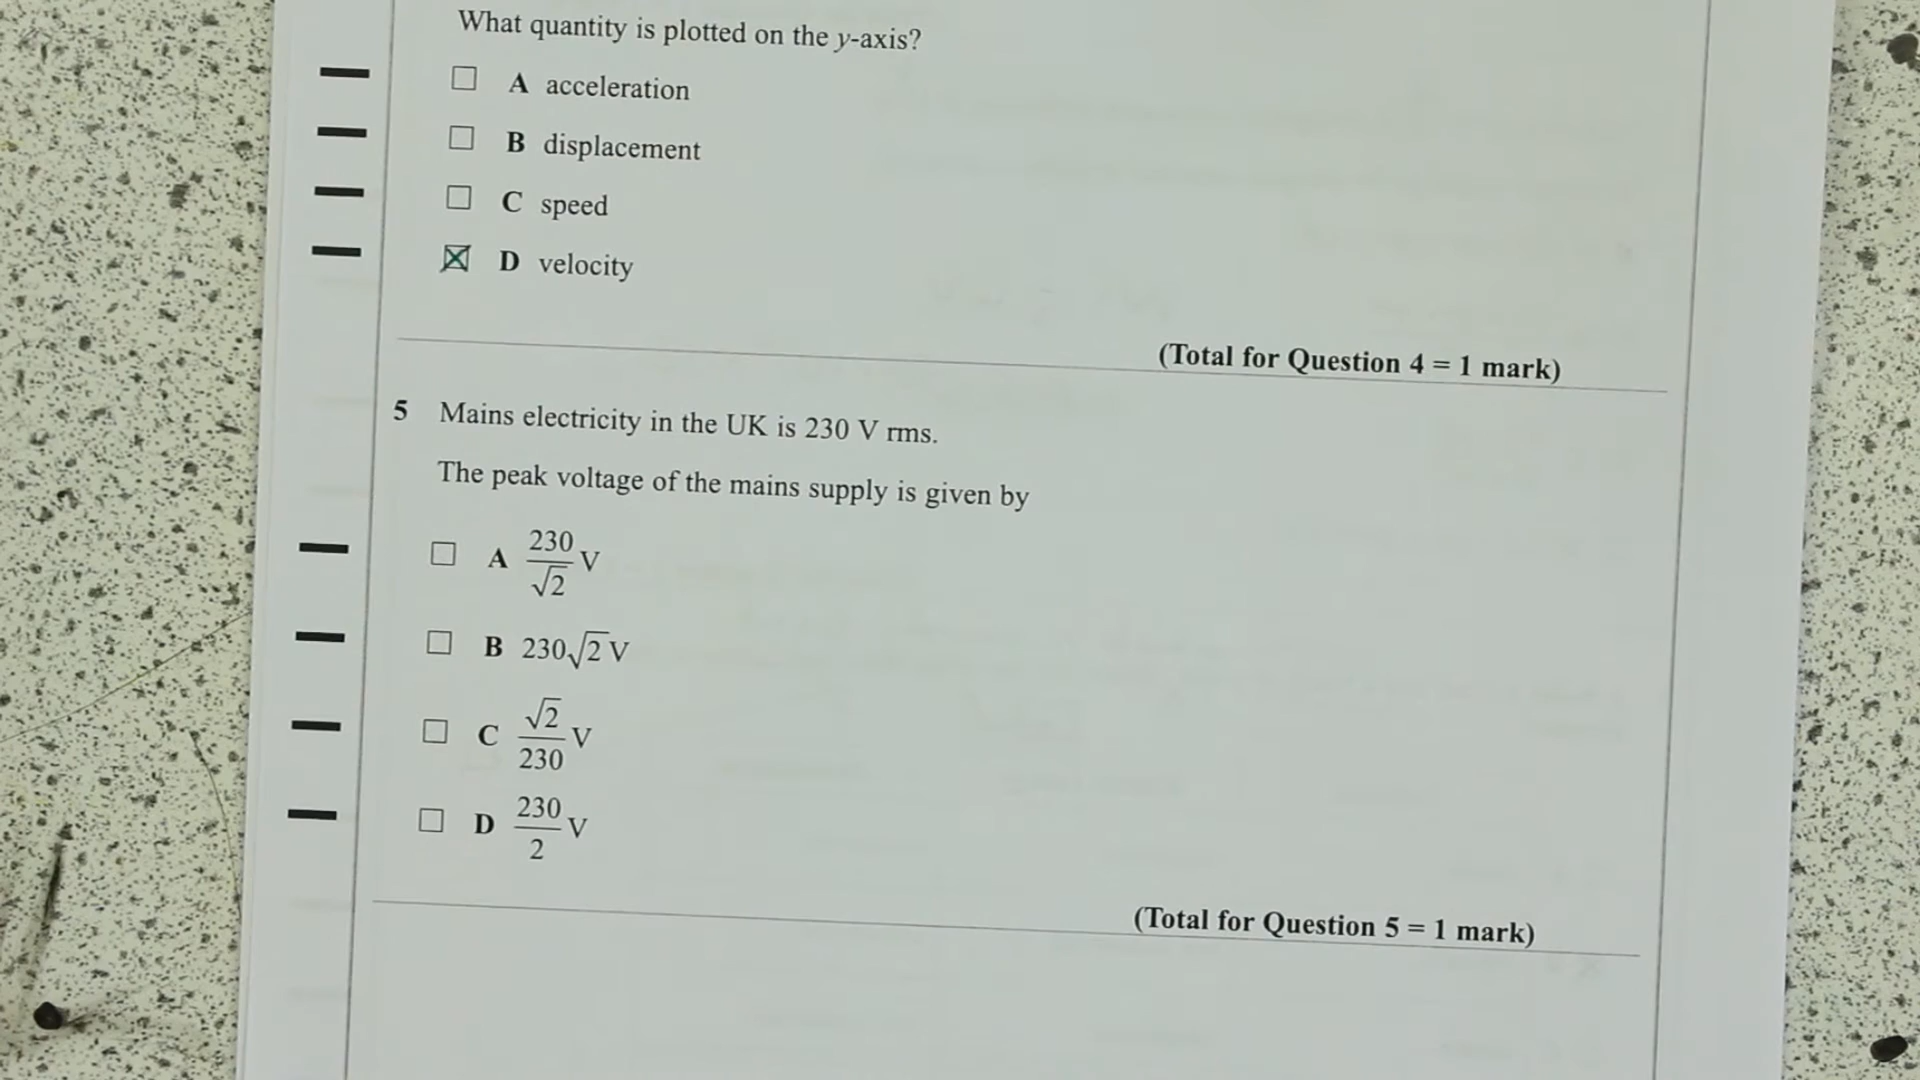 What quantity is plotted on the y-axis?
A acceleration
B displacement
C speed
D velocity
(Total for Question 4 = 1 mark)
5 Mains electricity in the UK is 230 V rms.
The peak voltage of the mains supply is given by
A 230/√2 V
B 230√2 V
C √2/230 V
D 230/2 V
(Total for Question 5 = 1 mark)